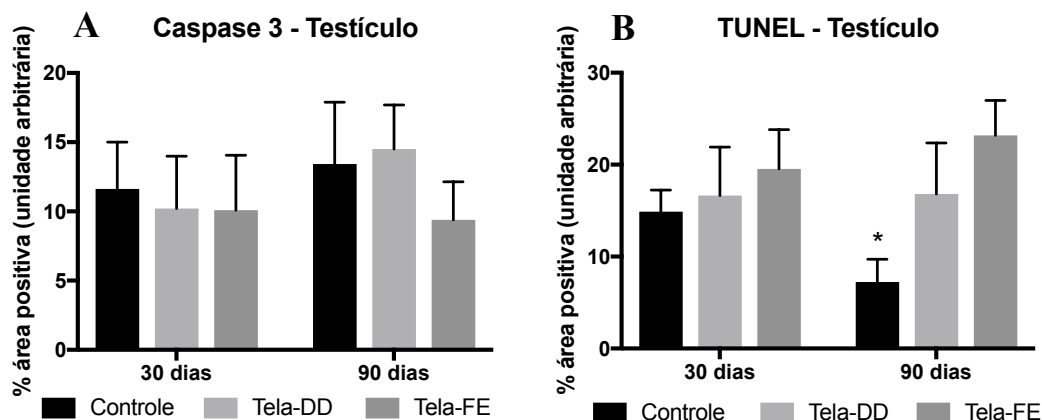 A
Caspase 3 - Testículo
% área positiva (unidade arbitrária)
20
15
10
5
0
30 dias
90 dias
Controle
Tela-DD
Tela-FE
B
TUNEL - Testículo
% área positiva (unidade arbitrária)
30
20
10
0
*
30 dias
90 dias
Controle
Tela-DD
Tela-FE